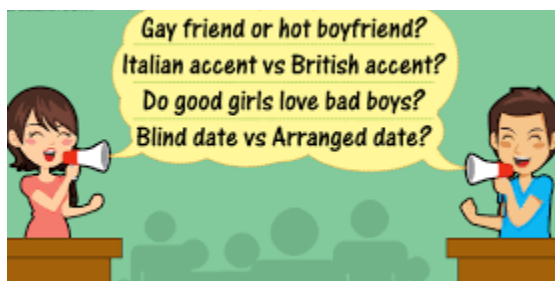 Gay friend or hot boyfriend?
Italian accent vs British accent?
Do good girls love bad boys?
Blind date vs Arranged date?